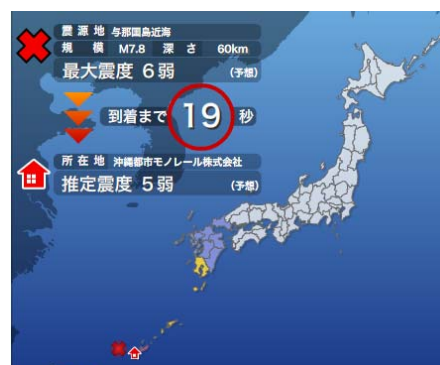 震源地 与那国島近海
規模 M7.8 深さ 60km
最大震度 6弱 (予想)
到着まで 19 秒
所在地 沖縄都市モノレール株式会社
推定震度 5弱 (予想)